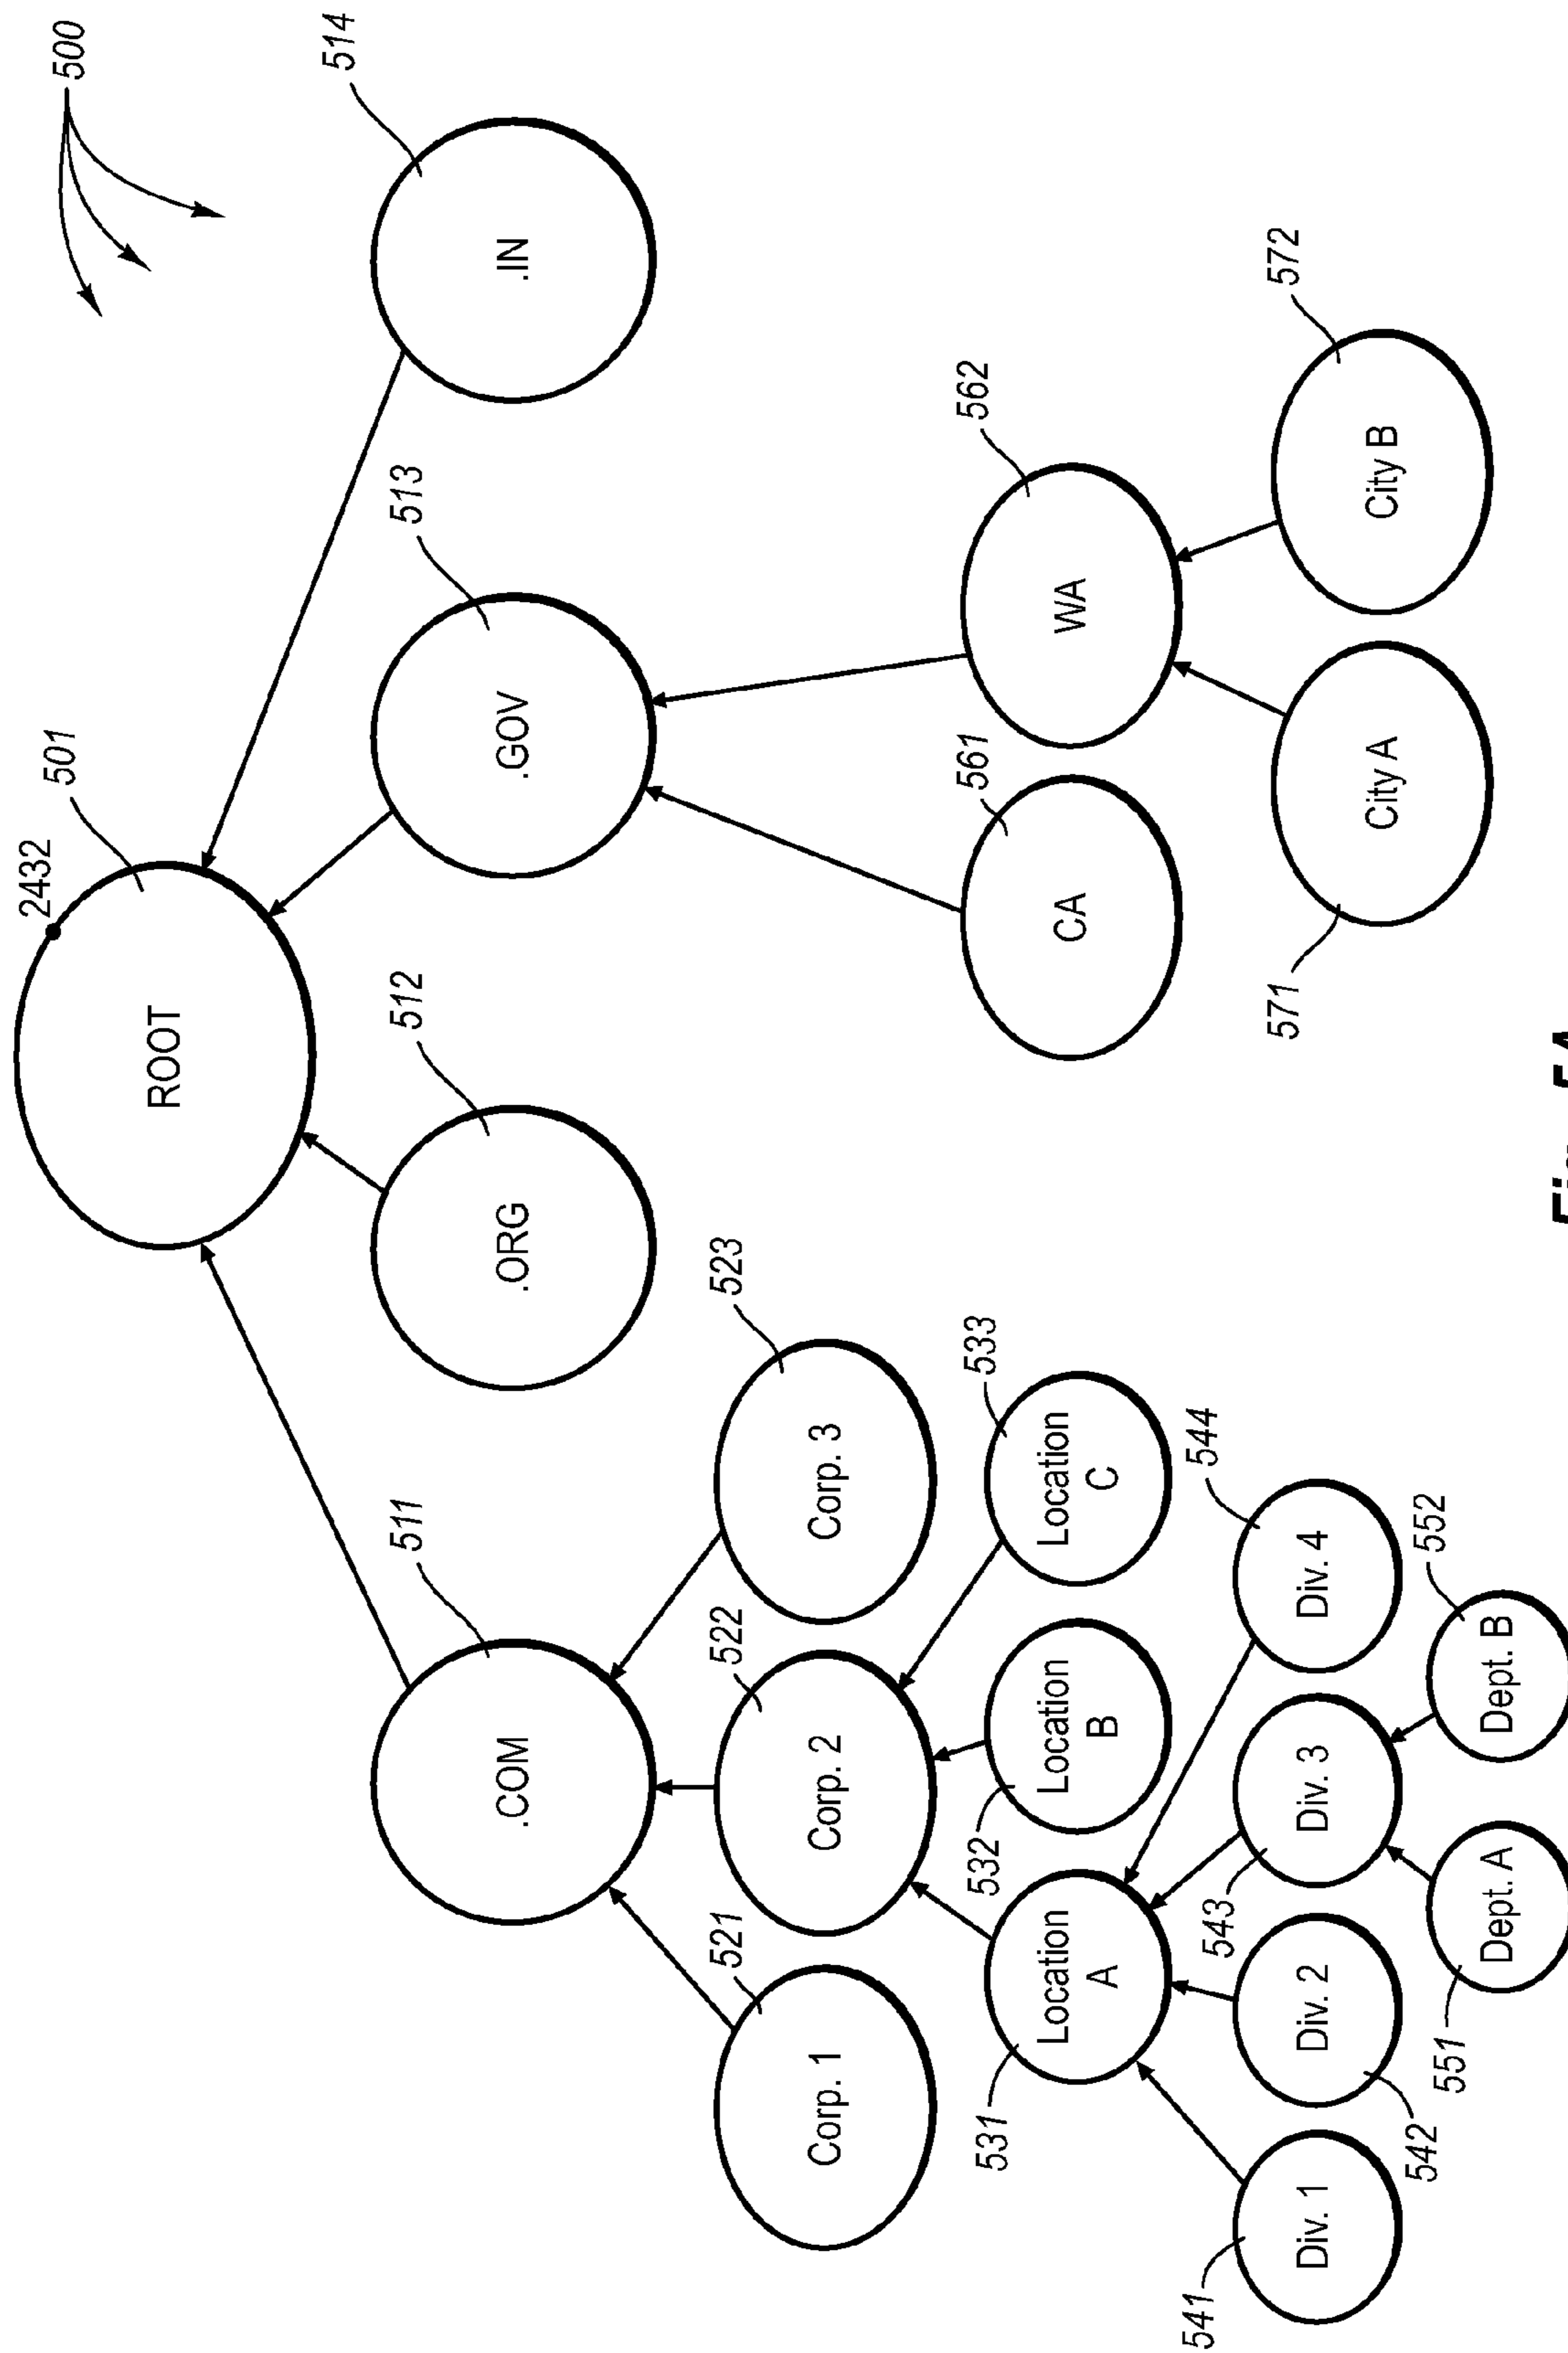 500
2432
501
ROOT
511
512
513
514
.COM
.ORG
.GOV
.IN
521
522
523
Corp. 1
Corp. 2
Corp. 3
561
562
CA
WA
531
532
533
Location
A
Location
B
Location
C
571
572
City A
City B
541
542
543
544
Div. 1
Div. 2
Div. 3
Div. 4
551
552
Dept. A
Dept. B